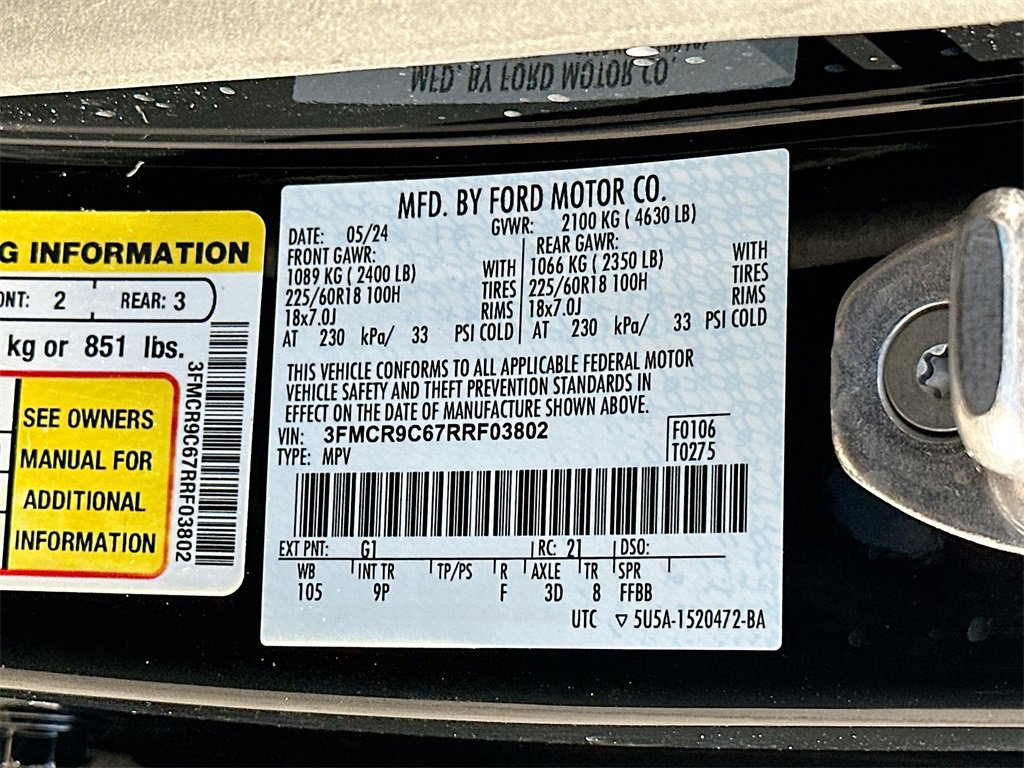 MFD. BY FORD MOTOR CO.
MFD. BY FORD MOTOR CO.
DATE: 05/24 GVWR: 2100 KG ( 4630 LB)
FRONT GAWR: REAR GAWR:
1089 KG ( 2400 LB) WITH 1066 KG ( 2350 LB) WITH
225/60R18 100H TIRES 225/60R18 100H TIRES
18x7.0J RIMS 18x7.0J RIMS
AT 230 kPa/ 33 PSI COLD AT 230 kPa/ 33 PSI COLD
THIS VEHICLE CONFORMS TO ALL APPLICABLE FEDERAL MOTOR
VEHICLE SAFETY AND THEFT PREVENTION STANDARDS IN
EFFECT ON THE DATE OF MANUFACTURE SHOWN ABOVE.
VIN: 3FMCR9C67RRF03802 F0106
TYPE: MPV T0275
EXT PNT: G1 RC: 21 DSO:
WB INT TR TP/PS R AXLE TR SPR
105 9P F 3D 8 FFBB
UTC ▽ 5U5A-1520472-BA
G INFORMATION
ONT: 2 REAR: 3
kg or 851 lbs.
SEE OWNERS
MANUAL FOR
ADDITIONAL
INFORMATION
3FMCR9C67RRF03802